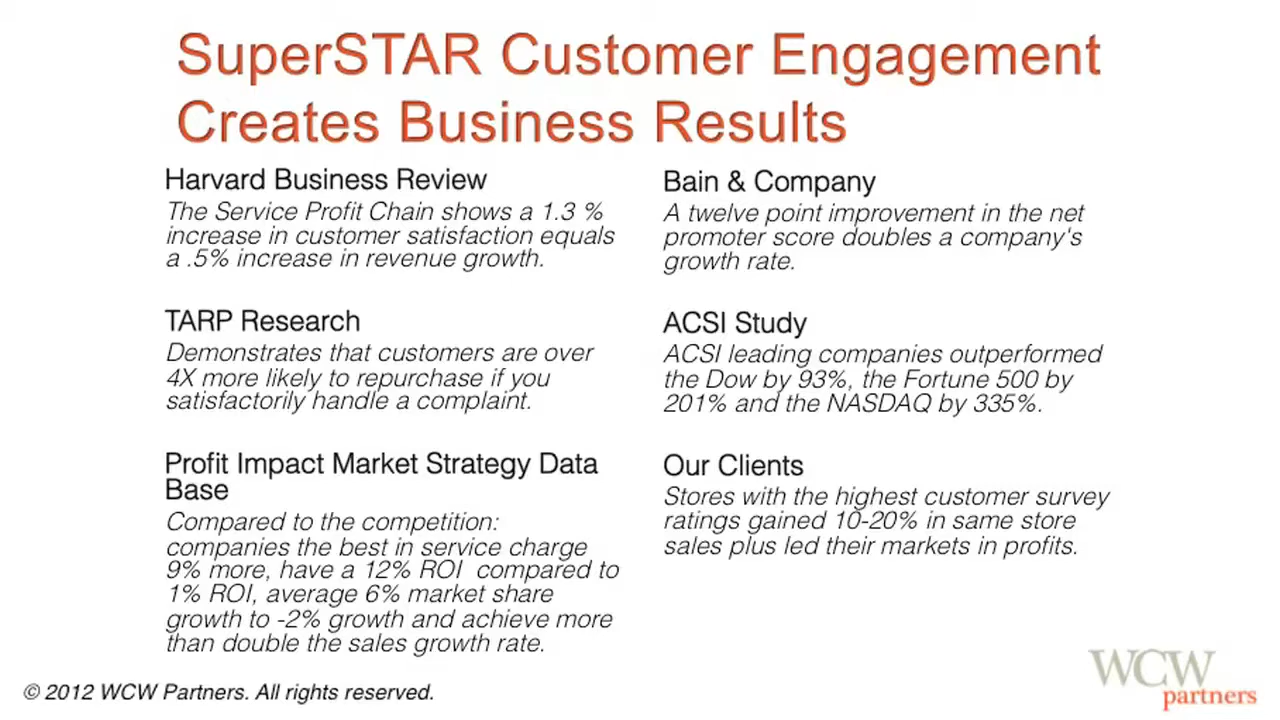 SuperSTAR Customer Engagement
Creates Business Results
Harvard Business Review
The Service Profit Chain shows a 1.3 %
increase in customer satisfaction equals
a .5% increase in revenue growth.
TARP Research
Demonstrates that customers are over
4X more likely to repurchase if you
satisfactorily handle a complaint.
Profit Impact Market Strategy Data
Base
Compared to the competition:
companies the best in service charge
9% more, have a 12% ROI compared to
1% ROI, average 6% market share
growth to -2% growth and achieve more
than double the sales growth rate.
Bain & Company
A twelve point improvement in the net
promoter score doubles a company's
growth rate.
ACSI Study
ACSI leading companies outperformed
the Dow by 93%, the Fortune 500 by
201% and the NASDAQ by 335%.
Our Clients
Stores with the highest customer survey
ratings gained 10-20% in same store
sales plus led their markets in profits.
© 2012 WCW Partners. All rights reserved.
WCW
partners